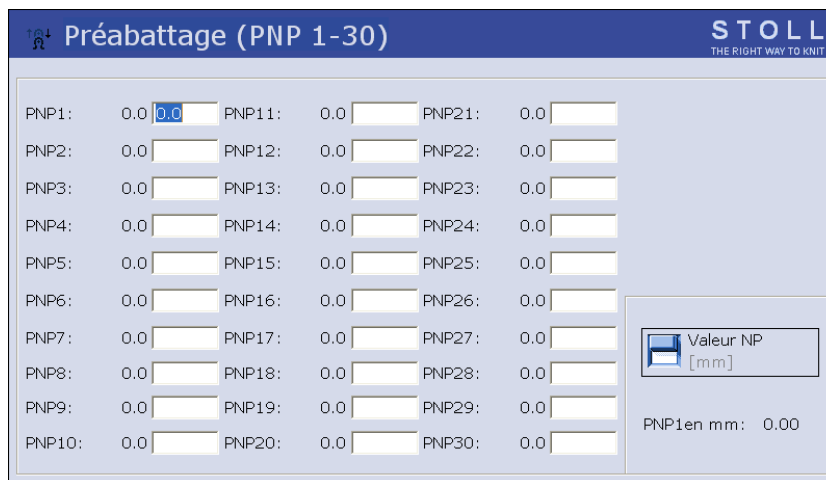 Préabattage (PNP 1-30)
STOLL
THE RIGHT WAY TO KNIT
PNP1: 0.0 0.0 PNP11: 0.0 PNP21: 0.0
PNP2: 0.0 PNP12: 0.0 PNP22: 0.0
PNP3: 0.0 PNP13: 0.0 PNP23: 0.0
PNP4: 0.0 PNP14: 0.0 PNP24: 0.0
PNP5: 0.0 PNP15: 0.0 PNP25: 0.0
PNP6: 0.0 PNP16: 0.0 PNP26: 0.0
PNP7: 0.0 PNP17: 0.0 PNP27: 0.0
PNP8: 0.0 PNP18: 0.0 PNP28: 0.0
PNP9: 0.0 PNP19: 0.0 PNP29: 0.0
PNP10: 0.0 PNP20: 0.0 PNP30: 0.0
Valeur NP
[mm]
PNP1en mm: 0.00